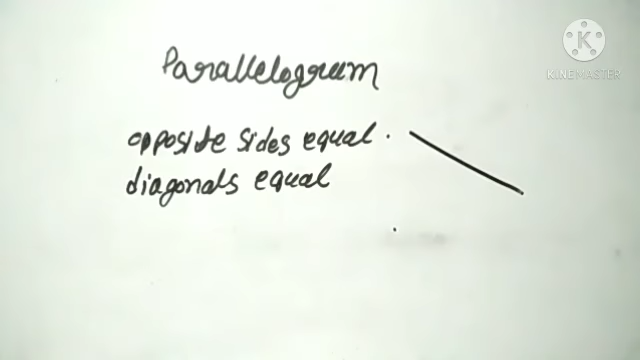 Parallelogram
opposite sides equal.
diagonals equal
KINEMASTER